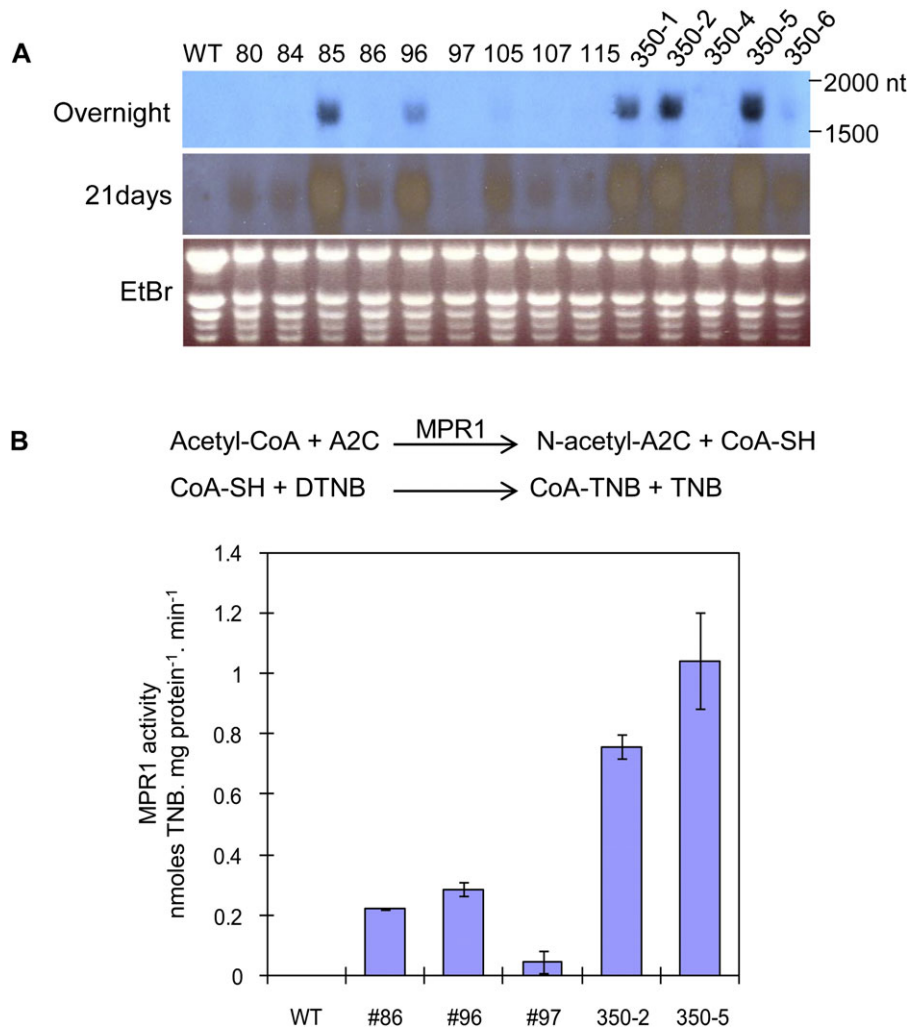 A
WT 80 84 85 86 96 97 105 107 115 350-1 350-2 350-4 350-5 350-6
Overnight
2000 nt
1500
21days
EtBr
B
Acetyl-CoA + A2C MPR1 N-acetyl-A2C + CoA-SH
CoA-SH + DTNB CoA-TNB + TNB
MPR1 activity
nmoles TNB. mg protein⁻¹. min⁻¹
1.4
1.2
1
0.8
0.6
0.4
0.2
0
WT #86 #96 #97 350-2 350-5